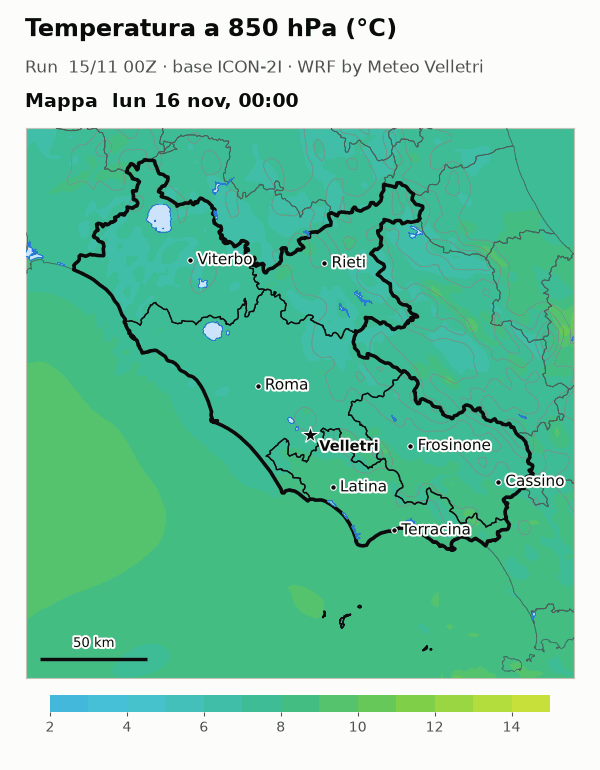 Temperatura a 850 hPa (°C)
Run  15/11 00Z · base ICON-2I · WRF by Meteo Velletri
Mappa  lun 16 nov, 00:00
Viterbo
Rieti
Roma
Velletri
Frosinone
Latina
Cassino
Terracina
50 km
2 4 6 8 10 12 14